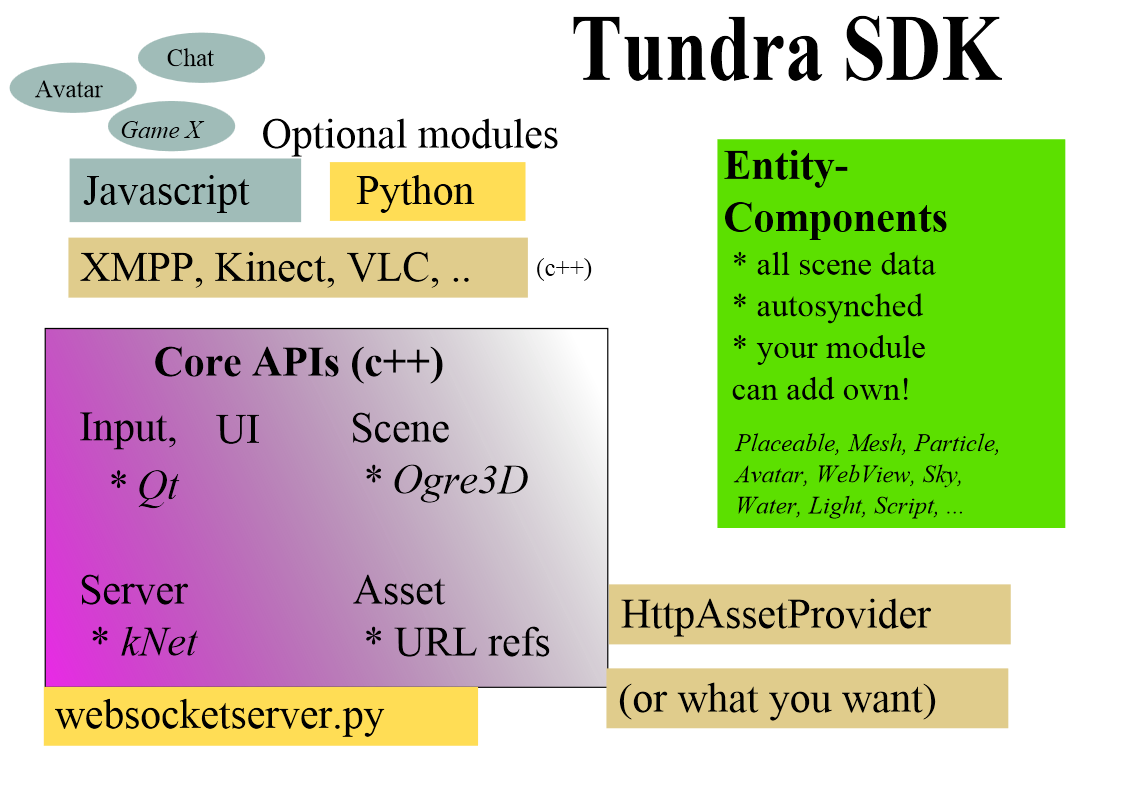 Tundra SDK
Chat
Avatar
Game X
Optional modules
Javascript
Python
XMPP, Kinect, VLC, ..
(c++)
Core APIs (c++)
Input, UI
* Qt
Scene
* Ogre3D
Server
* kNet
Asset
* URL refs
websocketserver.py
HttpAssetProvider
(or what you want)
Entity-
Components
* all scene data
* autosynched
* your module
can add own!
Placeable, Mesh, Particle,
Avatar, WebView, Sky,
Water, Light, Script, ...